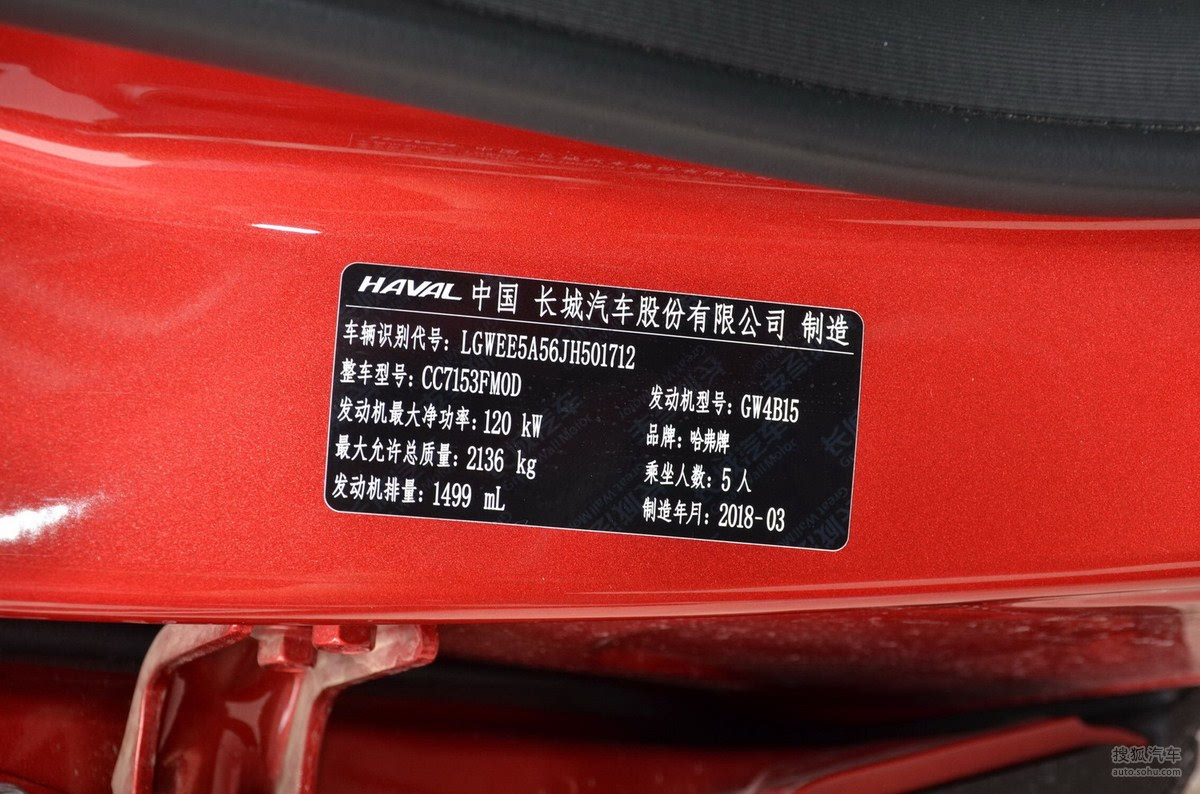 HAVAL 中国 长城汽车股份有限公司 制造
车辆识别代号: LGWEE5A56JH501712
整车型号: CC7153FM0D
发动机型号: GW4B15
发动机最大净功率: 120 kW
品牌: 哈弗牌
最大允许总质量: 2136 kg
乘坐人数: 5 人
发动机排量: 1499 mL
制造年月: 2018-03
搜狐汽车
auto.sohu.com